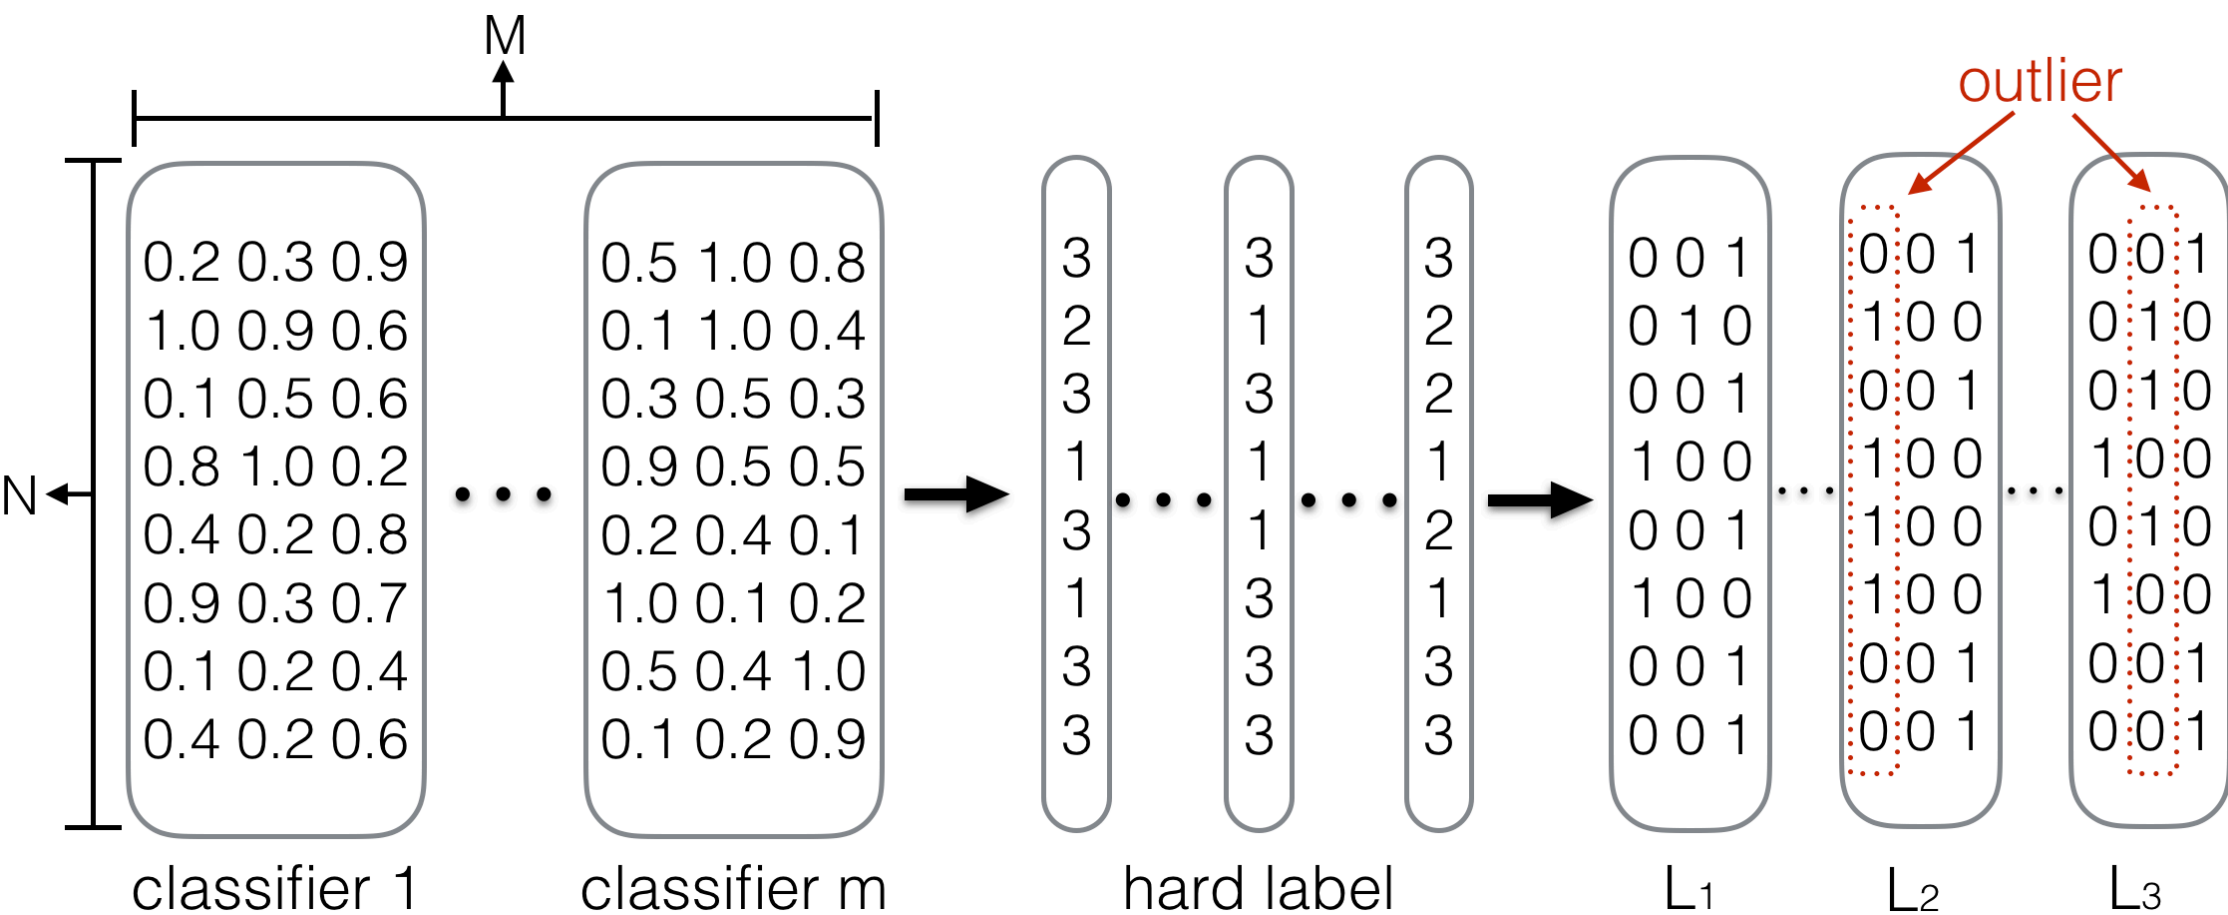 M
outlier
N
0.2 0.3 0.9
1.0 0.9 0.6
0.1 0.5 0.6
0.8 1.0 0.2
0.4 0.2 0.8
0.9 0.3 0.7
0.1 0.2 0.4
0.4 0.2 0.6
classifier 1
0.5 1.0 0.8
0.1 1.0 0.4
0.3 0.5 0.3
0.9 0.5 0.5
0.2 0.4 0.1
1.0 0.1 0.2
0.5 0.4 1.0
0.1 0.2 0.9
classifier m
3
2
3
1
3
1
3
3
3
1
3
1
1
3
3
3
3
2
2
1
2
1
3
3
hard label
0 0 1
0 1 0
0 0 1
1 0 0
0 0 1
1 0 0
0 0 1
0 0 1
L1
0 0 1
1 0 0
0 0 1
1 0 0
1 0 0
1 0 0
0 0 1
0 0 1
L2
0 0 1
0 1 0
0 1 0
1 0 0
0 1 0
1 0 0
0 0 1
0 0 1
L3